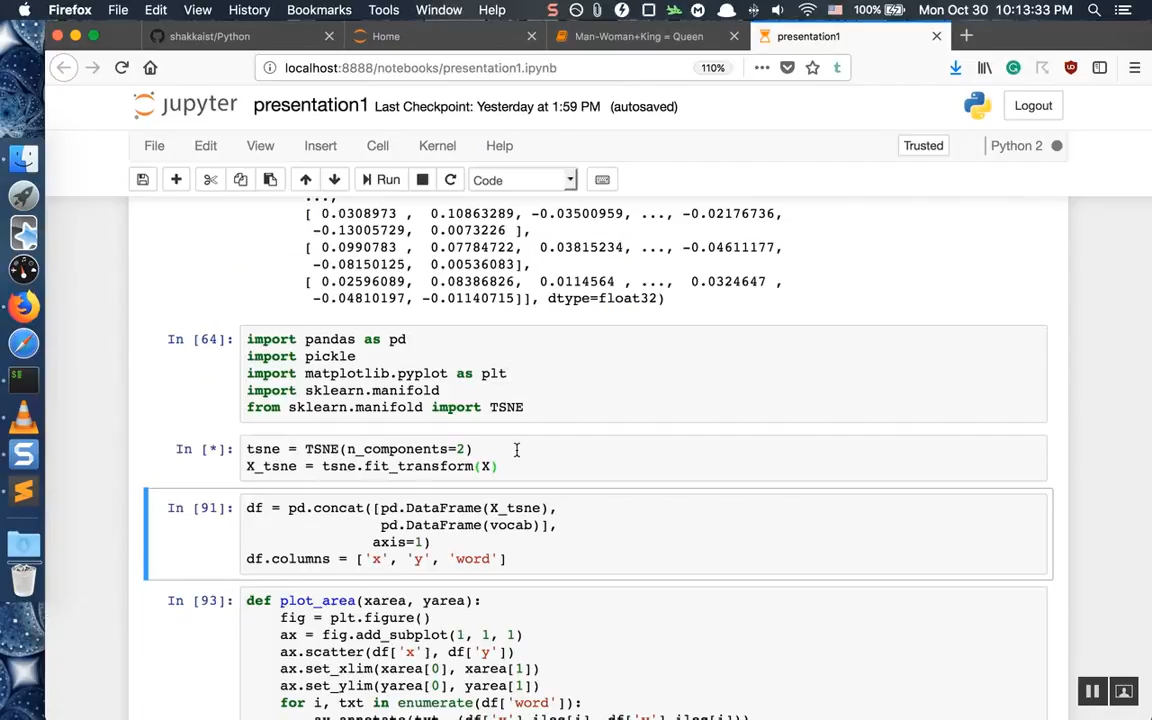 Firefox File Edit View History Bookmarks Tools Window Help 100% Mon Oct 30 10:13:33 PM
shakkaist/Python Home Man-Woman+King = Queen presentation1
localhost:8888/notebooks/presentation1.ipynb 110% t
jupyter presentation1 Last Checkpoint: Yesterday at 1:59 PM (autosaved) Logout
File Edit View Insert Cell Kernel Help Trusted Python 2
Run Code
...,
[ 0.0308973 , 0.10863289, -0.03500959, ..., -0.02176736,
-0.13005729, 0.0073226 ],
[ 0.0990783 , 0.07784722, 0.03815234, ..., -0.04611177,
-0.08150125, 0.00536083],
[ 0.02596089, 0.08386826, 0.0114564 , ..., 0.0324647 ,
-0.04810197, -0.01140715]], dtype=float32)
In [64]: import pandas as pd
import pickle
import matplotlib.pyplot as plt
import sklearn.manifold
from sklearn.manifold import TSNE
In [*]: tsne = TSNE(n_components=2)
X_tsne = tsne.fit_transform(X)
In [91]: df = pd.concat([pd.DataFrame(X_tsne),
pd.DataFrame(vocab)],
axis=1)
df.columns = ['x', 'y', 'word']
In [93]: def plot_area(xarea, yarea):
fig = plt.figure()
ax = fig.add_subplot(1, 1, 1)
ax.scatter(df['x'], df['y'])
ax.set_xlim(xarea[0], xarea[1])
ax.set_ylim(yarea[0], yarea[1])
for i, txt in enumerate(df['word']):